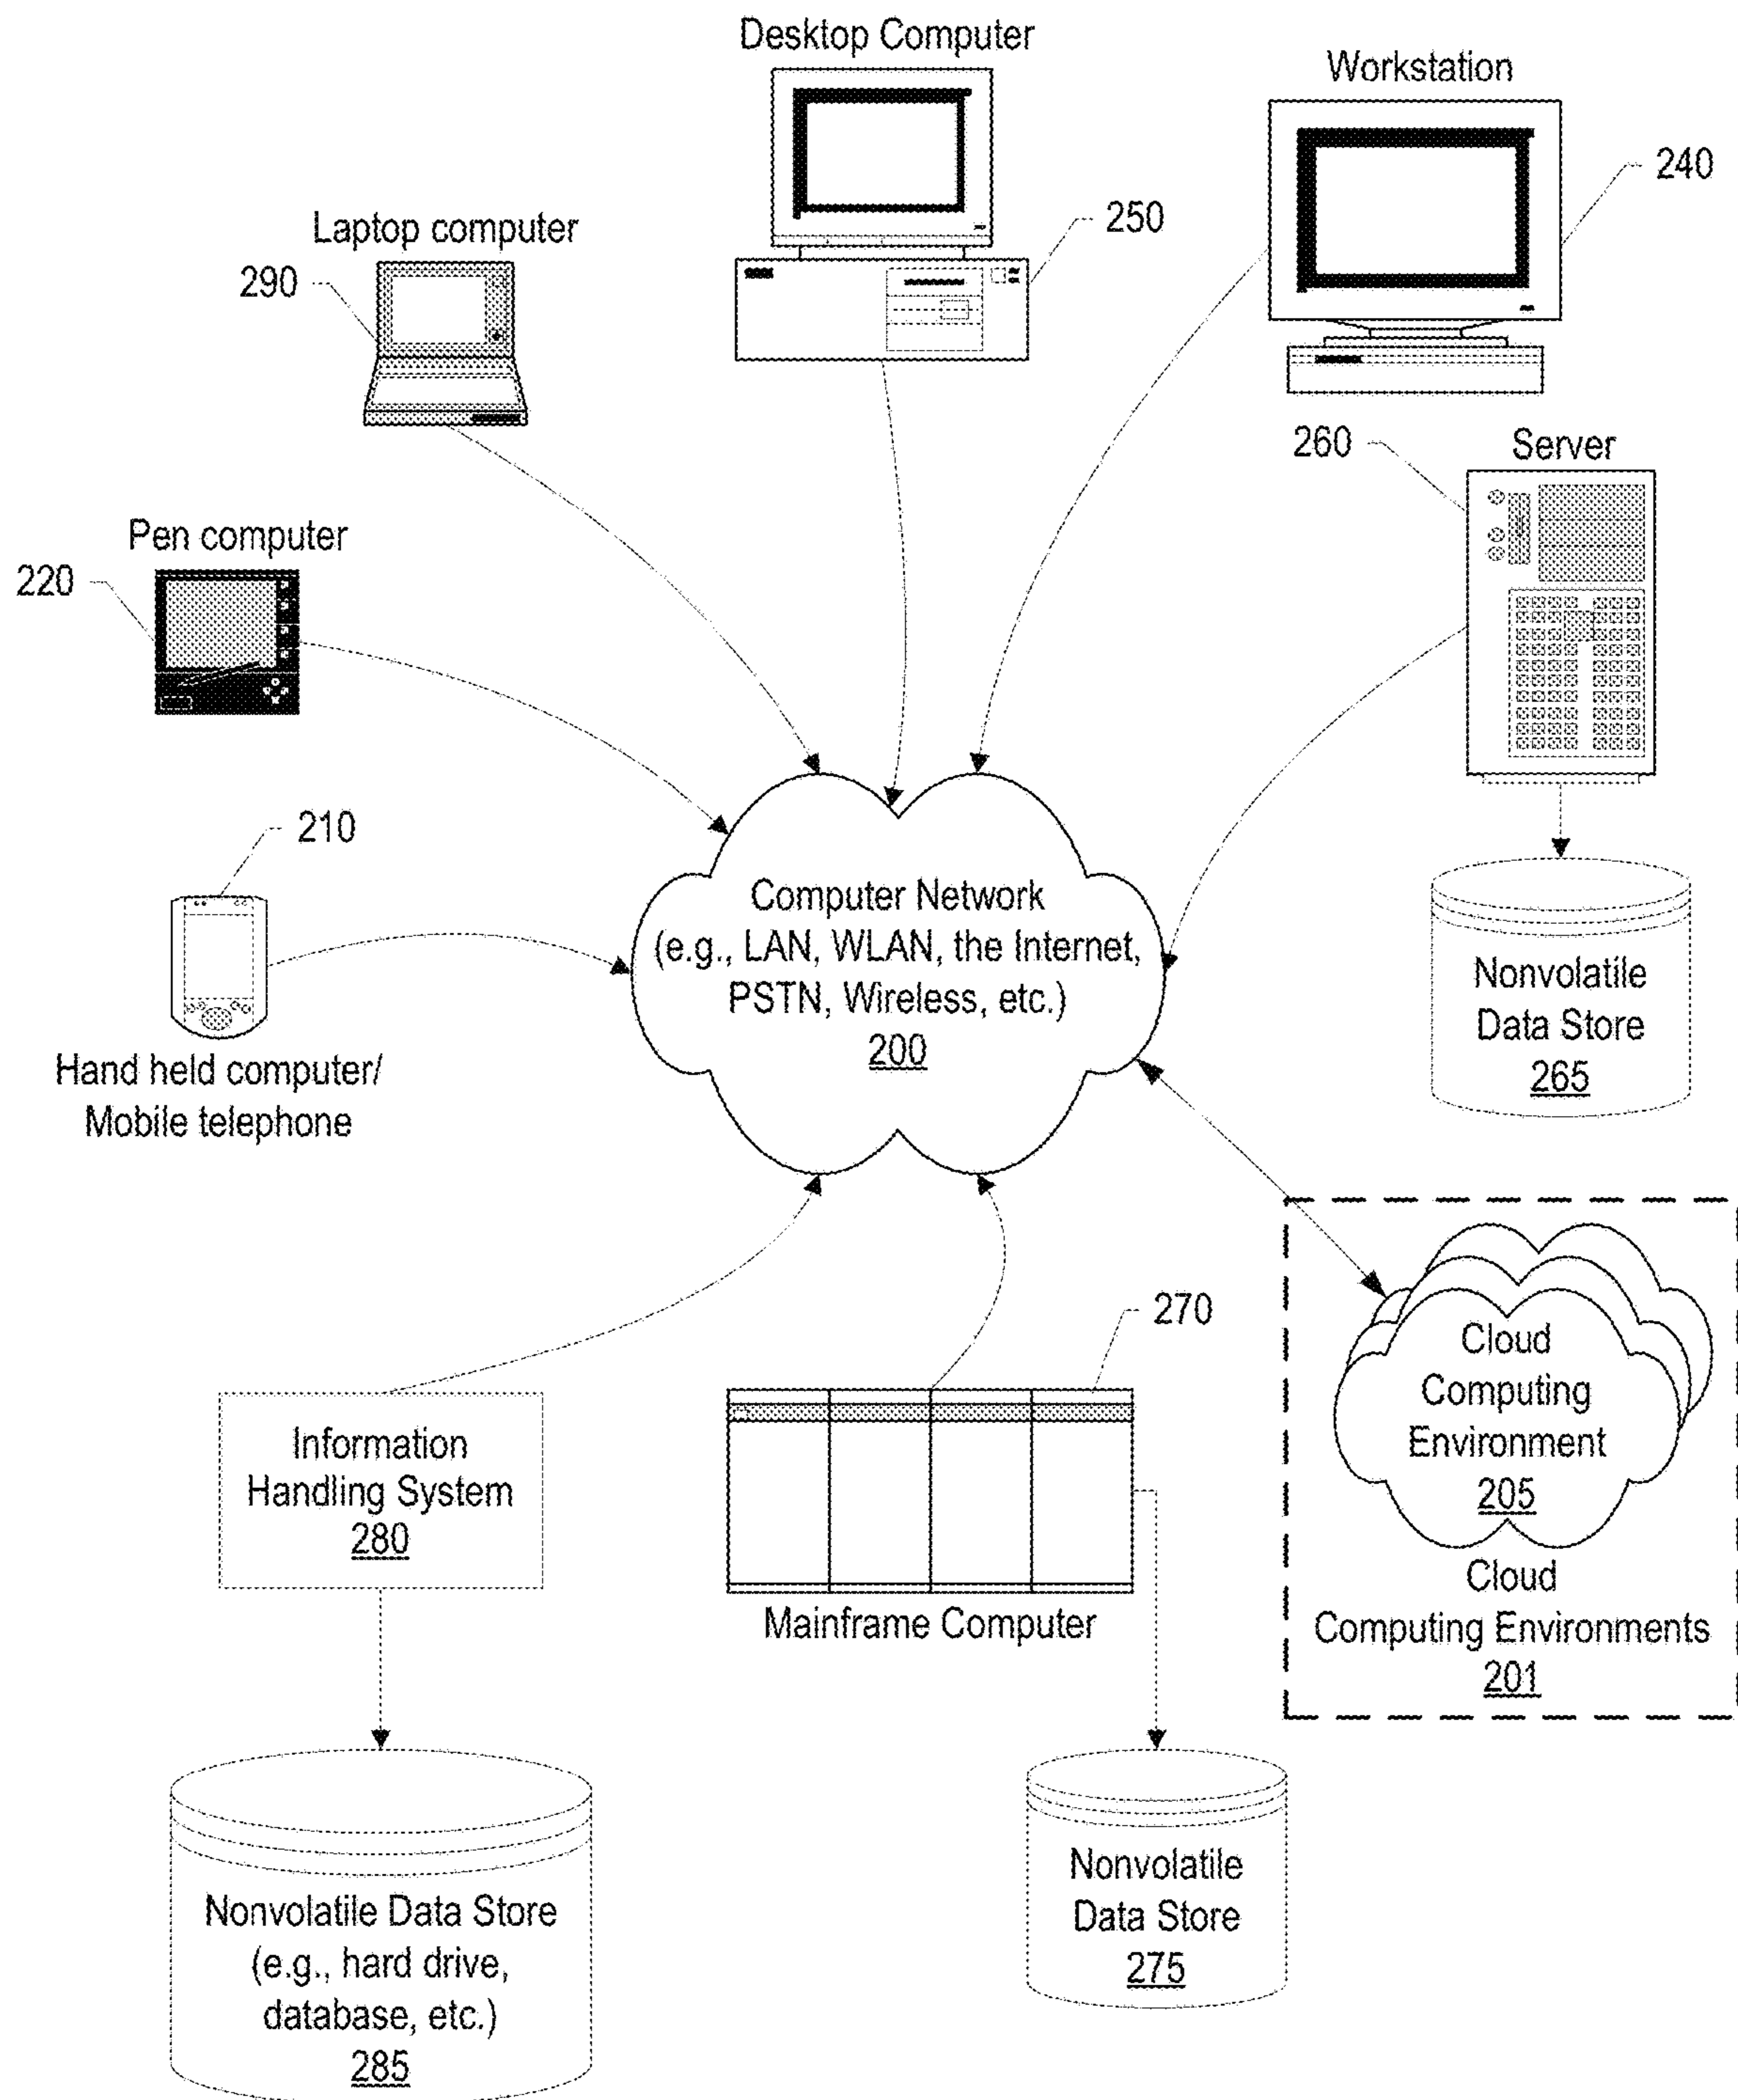 Desktop Computer
Workstation
240
250
Laptop computer
290
260
Server
Pen computer
220
210
Hand held computer/
Mobile telephone
Computer Network
(e.g., LAN, WLAN, the Internet,
PSTN, Wireless, etc.)
200
Nonvolatile
Data Store
265
270
Cloud
Computing
Environment
205
Cloud
Computing Environments
201
Information
Handling System
280
Mainframe Computer
Nonvolatile Data Store
(e.g., hard drive,
database, etc.)
285
Nonvolatile
Data Store
275